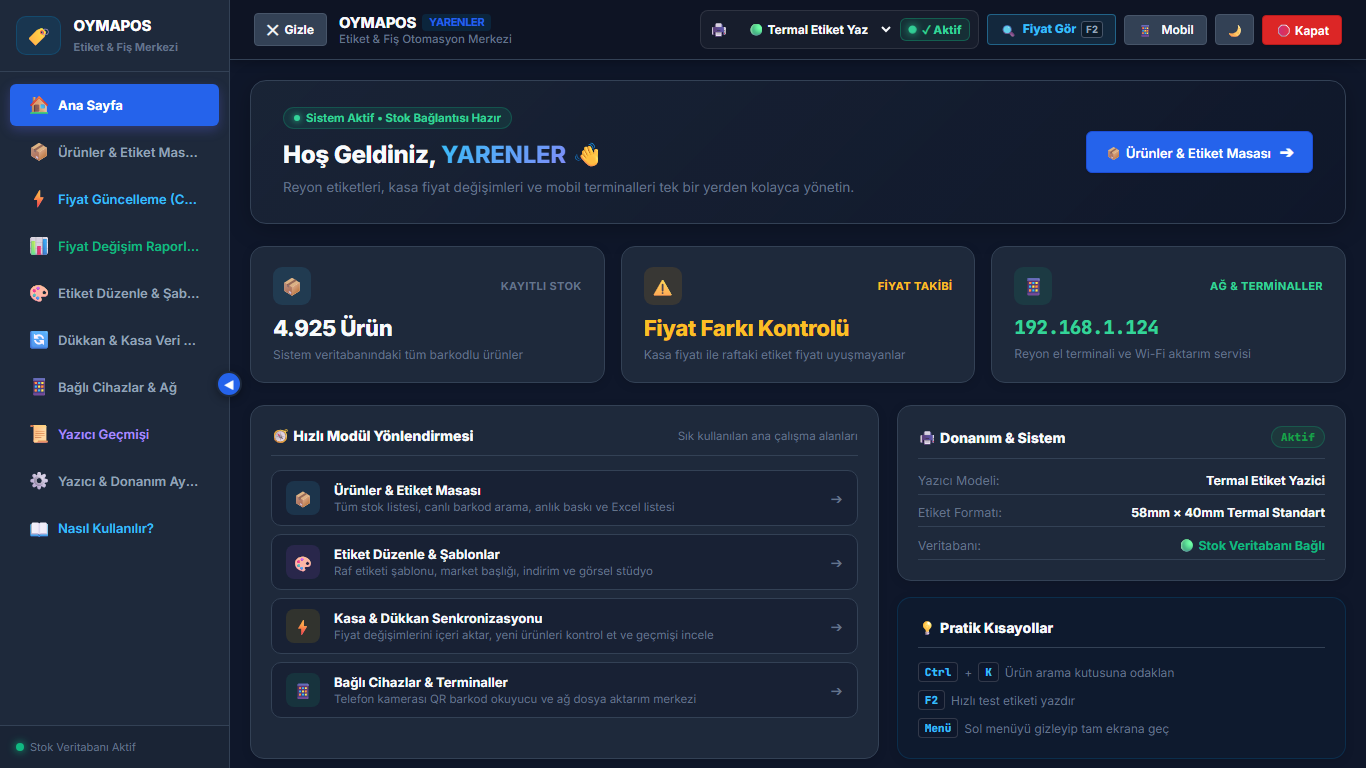 OYMAPOS
Etiket & Fiş Merkezi
Ana Sayfa
Ürünler & Etiket Mas...
Fiyat Güncelleme (C...
Fiyat Değişim Raporl...
Etiket Düzenle & Şab...
Dükkan & Kasa Veri ...
Bağlı Cihazlar & Ağ
Yazıcı Geçmişi
Yazıcı & Donanım Ay...
Nasıl Kullanılır?
Stok Veritabanı Aktif
✕ Gizle
OYMAPOS YARENLER
Etiket & Fiş Otomasyon Merkezi
Termal Etiket Yaz
✓ Aktif
Fiyat Gör F2
Mobil
Kapat
Sistem Aktif • Stok Bağlantısı Hazır
Hoş Geldiniz, YARENLER
Reyon etiketleri, kasa fiyat değişimleri ve mobil terminalleri tek bir yerden kolayca yönetin.
Ürünler & Etiket Masası ➔
KAYITLI STOK
4.925 Ürün
Sistem veritabanındaki tüm barkodlu ürünler
FİYAT TAKİBİ
Fiyat Farkı Kontrolü
Kasa fiyatı ile raftaki etiket fiyatı uyuşmayanlar
AĞ & TERMİNALLER
192.168.1.124
Reyon el terminali ve Wi-Fi aktarım servisi
Hızlı Modül Yönlendirmesi
Sık kullanılan ana çalışma alanları
Ürünler & Etiket Masası
Tüm stok listesi, canlı barkod arama, anlık baskı ve Excel listesi
Etiket Düzenle & Şablonlar
Raf etiketi şablonu, market başlığı, indirim ve görsel stüdyo
Kasa & Dükkan Senkronizasyonu
Fiyat değişimlerini içeri aktar, yeni ürünleri kontrol et ve geçmişi incele
Bağlı Cihazlar & Terminaller
Telefon kamerası QR barkod okuyucu ve ağ dosya aktarım merkezi
Donanım & Sistem
Aktif
Yazıcı Modeli: Termal Etiket Yazici
Etiket Formatı: 58mm × 40mm Termal Standart
Veritabanı: Stok Veritabanı Bağlı
Pratik Kısayollar
Ctrl + K Ürün arama kutusuna odaklan
F2 Hızlı test etiketi yazdır
Menü Sol menüyü gizleyip tam ekrana geç